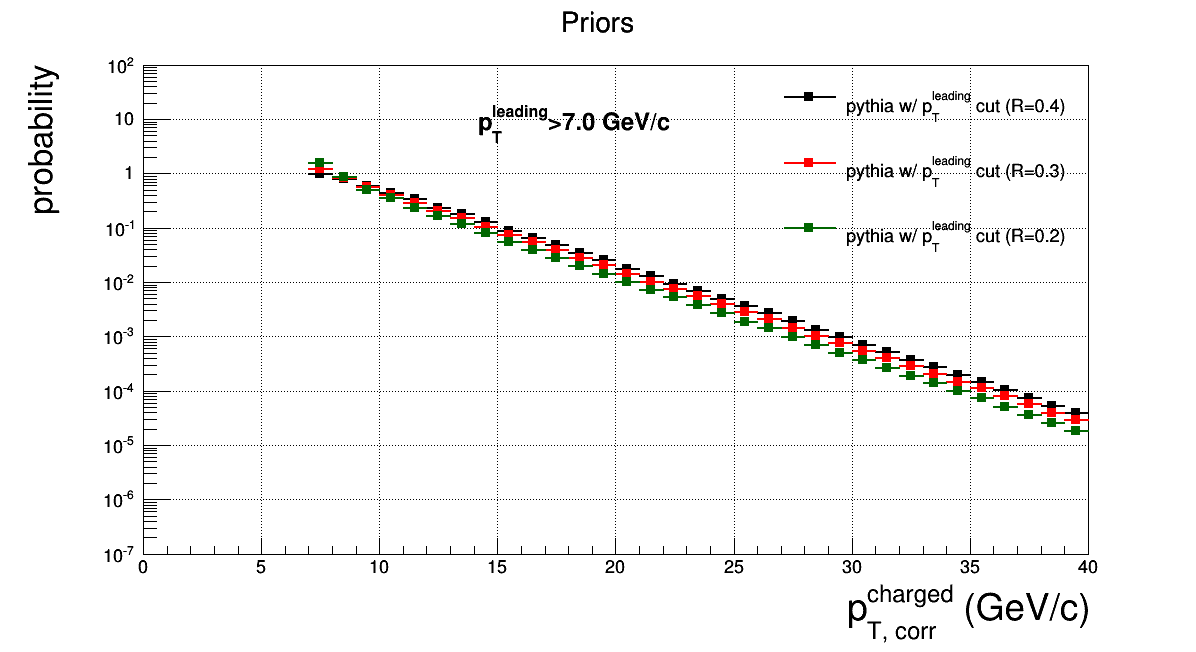 Priors
probability
10^2
10
1
10^-1
10^-2
10^-3
10^-4
10^-5
10^-6
10^-7
p_T^leading>7.0 GeV/c
pythia w/ p_T^leading cut (R=0.4)
pythia w/ p_T^leading cut (R=0.3)
pythia w/ p_T^leading cut (R=0.2)
0 5 10 15 20 25 30 35 40
p_T, corr^charged (GeV/c)